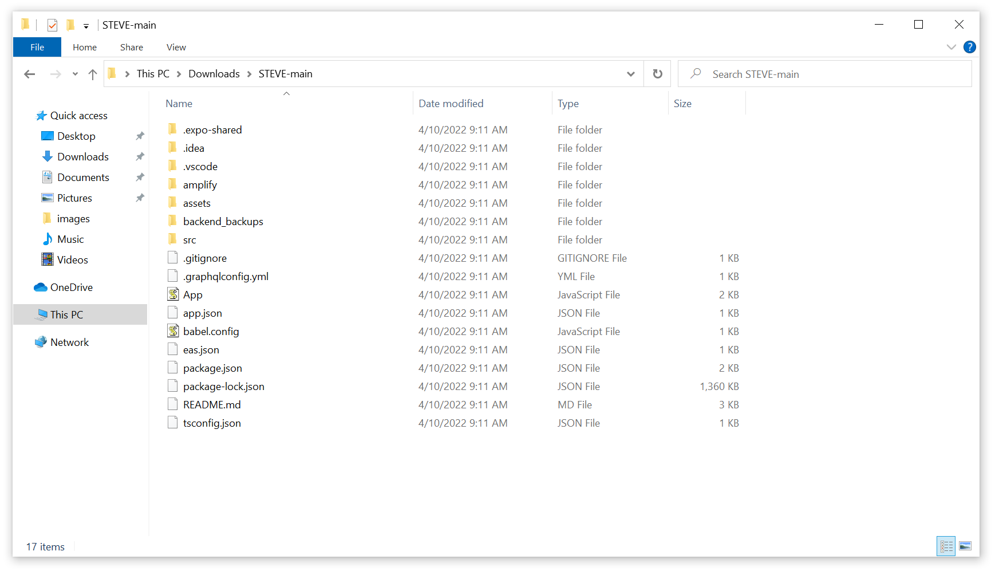 STEVE-main
File Home Share View
This PC Downloads STEVE-main
Search STEVE-main
Quick access
Desktop
Downloads
Documents
Pictures
images
Music
Videos
OneDrive
This PC
Network
Name Date modified Type Size
.expo-shared 4/10/2022 9:11 AM File folder
.idea 4/10/2022 9:11 AM File folder
.vscode 4/10/2022 9:11 AM File folder
amplify 4/10/2022 9:11 AM File folder
assets 4/10/2022 9:11 AM File folder
backend_backups 4/10/2022 9:11 AM File folder
src 4/10/2022 9:11 AM File folder
.gitignore 4/10/2022 9:11 AM GITIGNORE File 1 KB
.graphqlconfig.yml 4/10/2022 9:11 AM YML File 1 KB
App 4/10/2022 9:11 AM JavaScript File 2 KB
app.json 4/10/2022 9:11 AM JSON File 1 KB
babel.config 4/10/2022 9:11 AM JavaScript File 1 KB
eas.json 4/10/2022 9:11 AM JSON File 1 KB
package.json 4/10/2022 9:11 AM JSON File 2 KB
package-lock.json 4/10/2022 9:11 AM JSON File 1,360 KB
README.md 4/10/2022 9:11 AM MD File 3 KB
tsconfig.json 4/10/2022 9:11 AM JSON File 1 KB
17 items